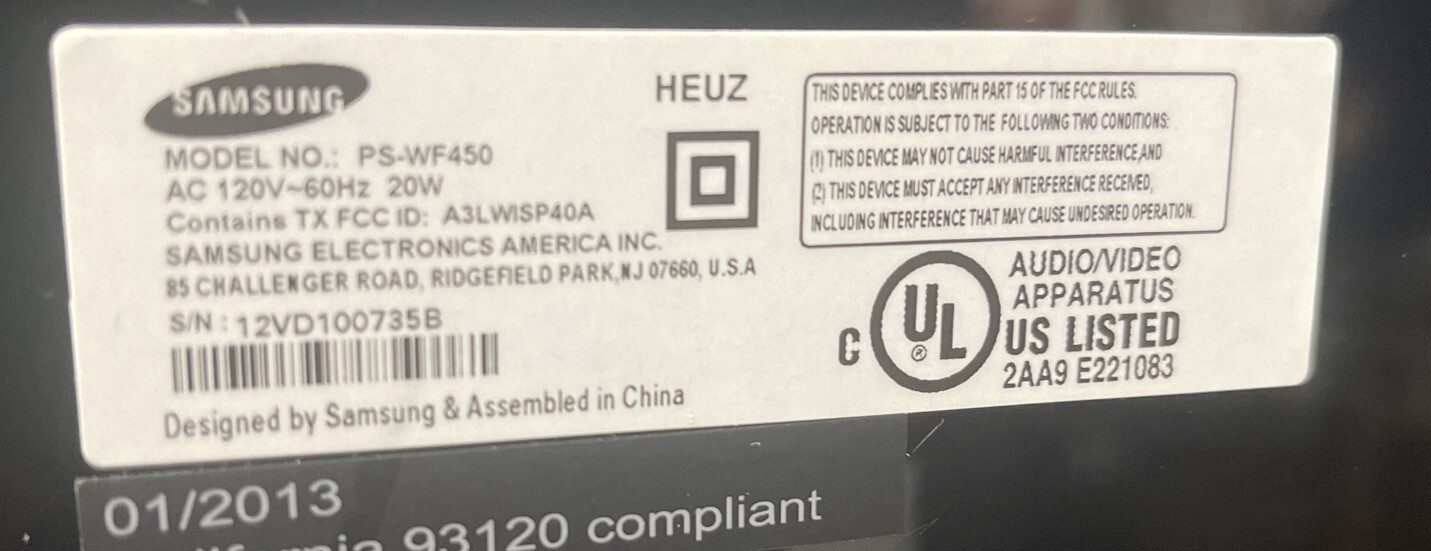 SAMSUNG
MODEL NO.: PS-WF450
AC 120V~60Hz 20W
Contains TX FCC ID: A3LWISP40A
SAMSUNG ELECTRONICS AMERICA INC.
85 CHALLENGER ROAD, RIDGEFIELD PARK,NJ 07660, U.S.A
S/N : 12VD100735B
Designed by Samsung & Assembled in China
HEUZ
THIS DEVICE COMPLIES WITH PART 15 OF THE FCC RULES.
OPERATION IS SUBJECT TO THE FOLLOWING TWO CONDITIONS:
(1) THIS DEVICE MAY NOT CAUSE HARMFUL INTERFERENCE,AND
(2) THIS DEVICE MUST ACCEPT ANY INTERFERENCE RECEIVED,
INCLUDING INTERFERENCE THAT MAY CAUSE UNDESIRED OPERATION.
C UL ®
AUDIO/VIDEO
APPARATUS
US LISTED
2AA9 E221083
01/2013
93120 compliant